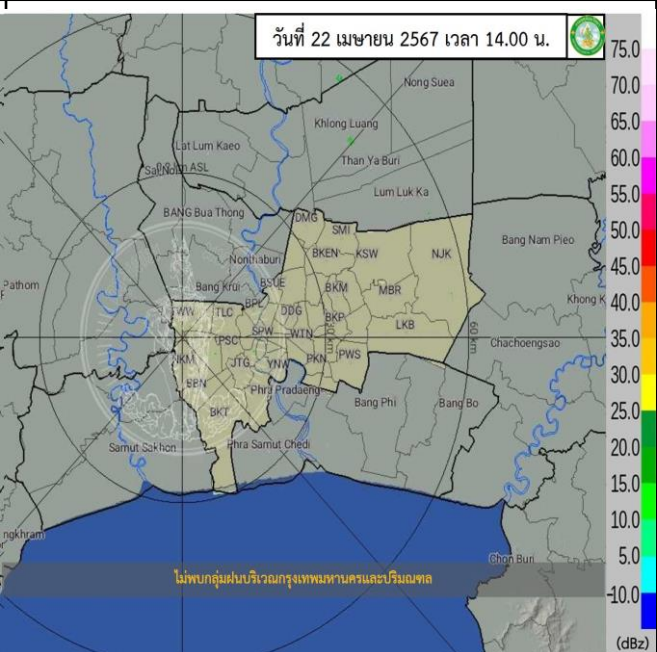 วันที่ 22 เมษายน 2567 เวลา 14.00 น.
75.0
70.0
65.0
60.0
55.0
50.0
45.0
40.0
35.0
30.0
25.0
20.0
15.0
10.0
5.0
-10.0
(dBz)
Nong Suea
Khlong Luang
Lat Lum Kaeo
Than Ya Buri
km ASL
Lum Luk Ka
BANG Bua Thong
DMG
SMI
Bang Nam Pieo
Nonthaburi
BKEN
KSW
NJK
Pathom
Bang Krui
BSUE
BKM
MBR
BPL
Khong K
TWW
TLC
DDG
BKP
LKB
PSC
SPW
WTN
30 km
60 km
Chachoengsao
NKM
JTG
YNW
PKN
PWS
BBN
Phra Pradaeng
BKT
Bang Phi
Bang Bo
Samut Sakhon
Phra Samut Chedi
ngkhram
Chon Buri
ไม่พบกลุ่มฝนบริเวณกรุงเทพมหานครและปริมณฑล